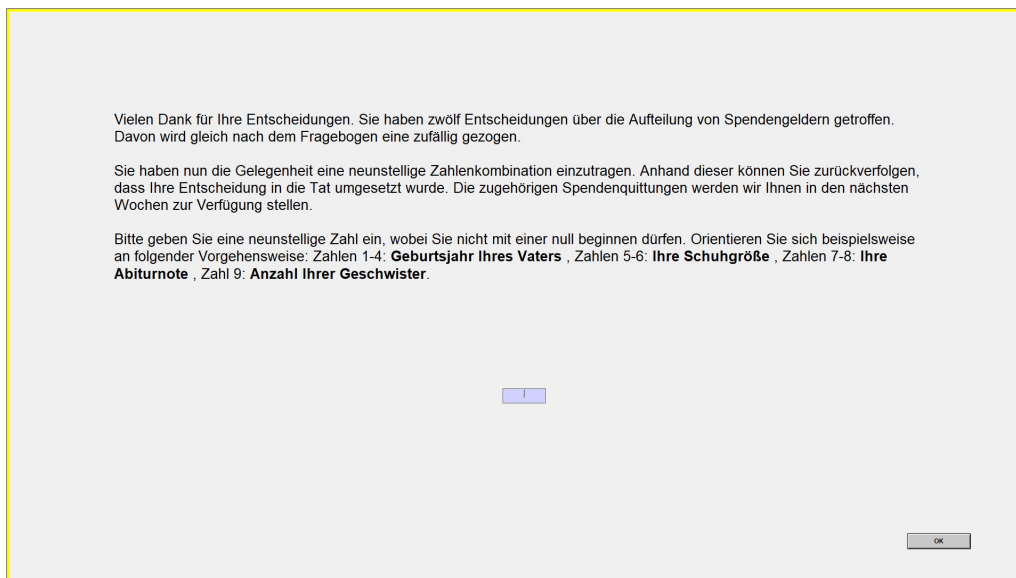 Vielen Dank für Ihre Entscheidungen. Sie haben zwölf Entscheidungen über die Aufteilung von Spendengeldern getroffen.
Davon wird gleich nach dem Fragebogen eine zufällig gezogen.
Sie haben nun die Gelegenheit eine neunstellige Zahlenkombination einzutragen. Anhand dieser können Sie zurückverfolgen,
dass Ihre Entscheidung in die Tat umgesetzt wurde. Die zugehörigen Spendenquittungen werden wir Ihnen in den nächsten
Wochen zur Verfügung stellen.
Bitte geben Sie eine neunstellige Zahl ein, wobei Sie nicht mit einer null beginnen dürfen. Orientieren Sie sich beispielsweise
an folgender Vorgehensweise: Zahlen 1-4: Geburtsjahr Ihres Vaters , Zahlen 5-6: Ihre Schuhgröße , Zahlen 7-8: Ihre
Abiturnote , Zahl 9: Anzahl Ihrer Geschwister.
OK